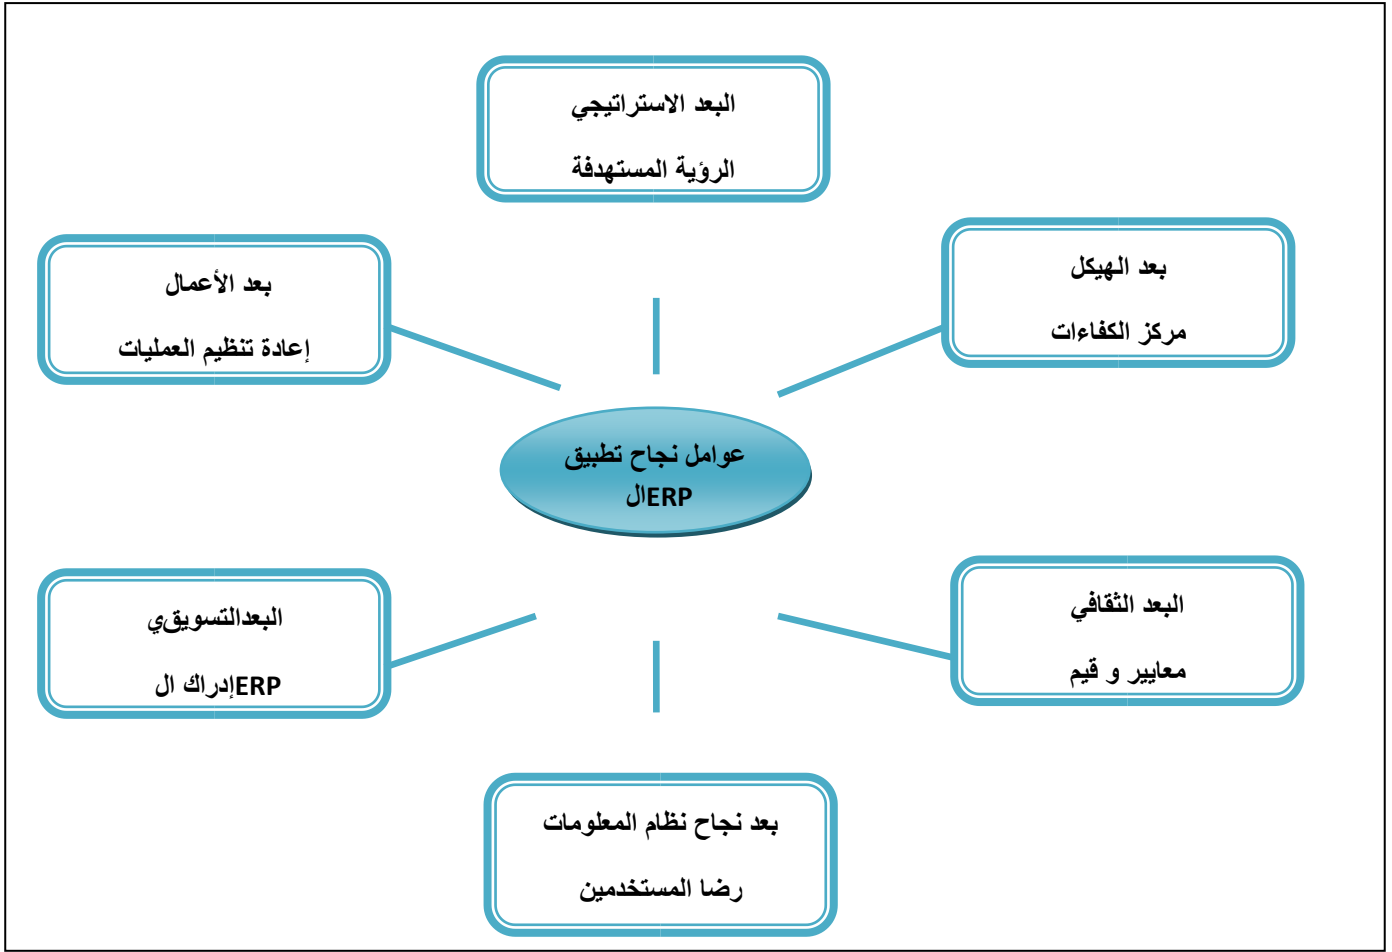 البعد الاستراتيجي
الرؤية المستهدفة
بعد الهيكل
مركز الكفاءات
بعد الأعمال
إعادة تنظيم العمليات
عوامل نجاح تطبيق
الERP
البعد الثقافي
معايير و قيم
البعدالتسويقي
إدراك الERP
بعد نجاح نظام المعلومات
رضا المستخدمين